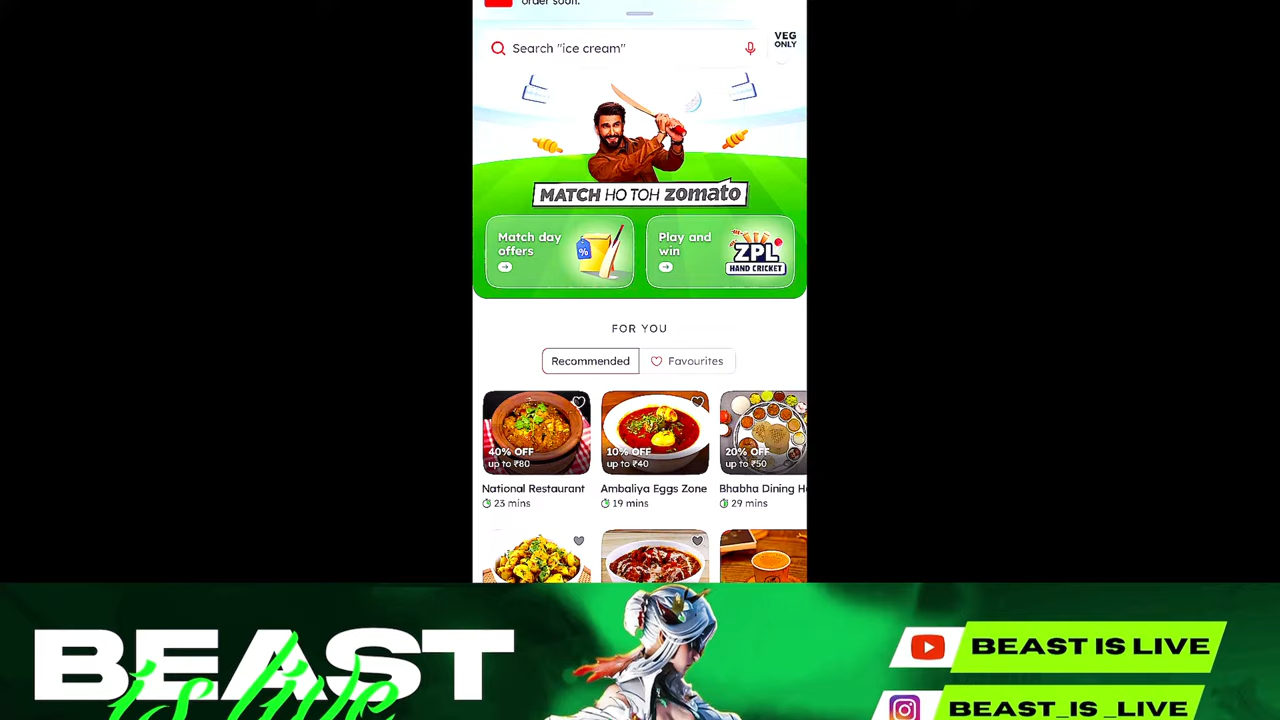 order soon.
Search "ice cream"
VEG
ONLY
MATCH HO TOH zomato
Match day
offers
%
Play and
win
ZPL
HAND CRICKET
FOR YOU
Recommended
Favourites
40% OFF
up to ₹80
10% OFF
up to ₹40
20% OFF
up to ₹50
National Restaurant
Ambaliya Eggs Zone
Bhabha Dining H
23 mins
19 mins
29 mins
BEAST
is live
BEAST IS LIVE
BEAST_IS_LIVE